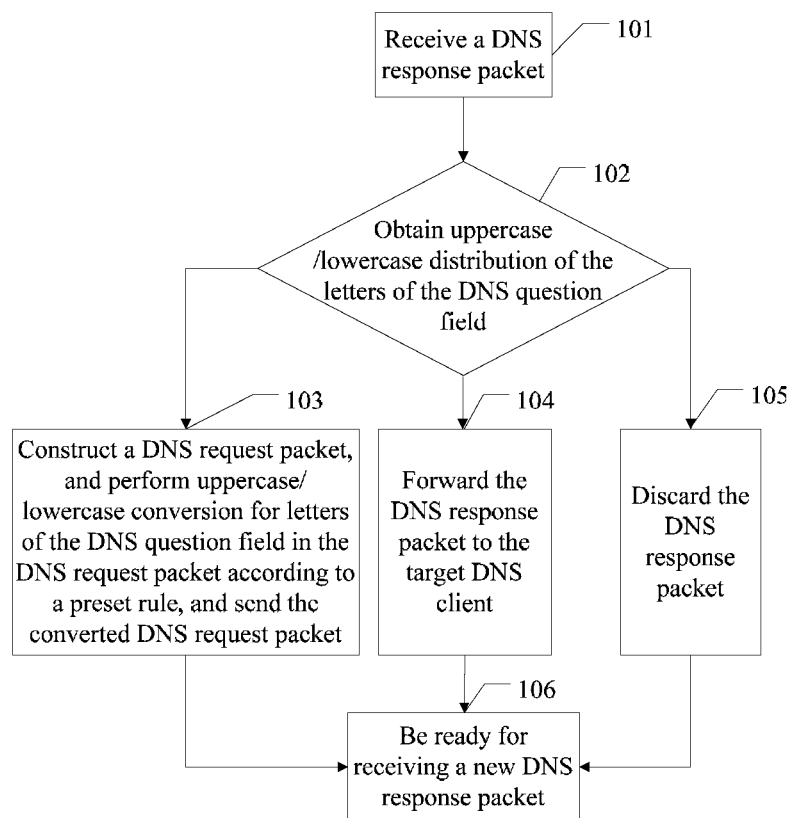 Receive a DNS
response packet
101
102
Obtain uppercase
/lowercase distribution of the
letters of the DNS question
field
103
Construct a DNS request packet,
and perform uppercase/
lowercase conversion for letters
of the DNS question field in the
DNS request packet according to
a preset rule, and send the
converted DNS request packet
104
Forward the
DNS response
packet to the
target DNS
client
105
Discard the
DNS
response
packet
106
Be ready for
receiving a new DNS
response packet